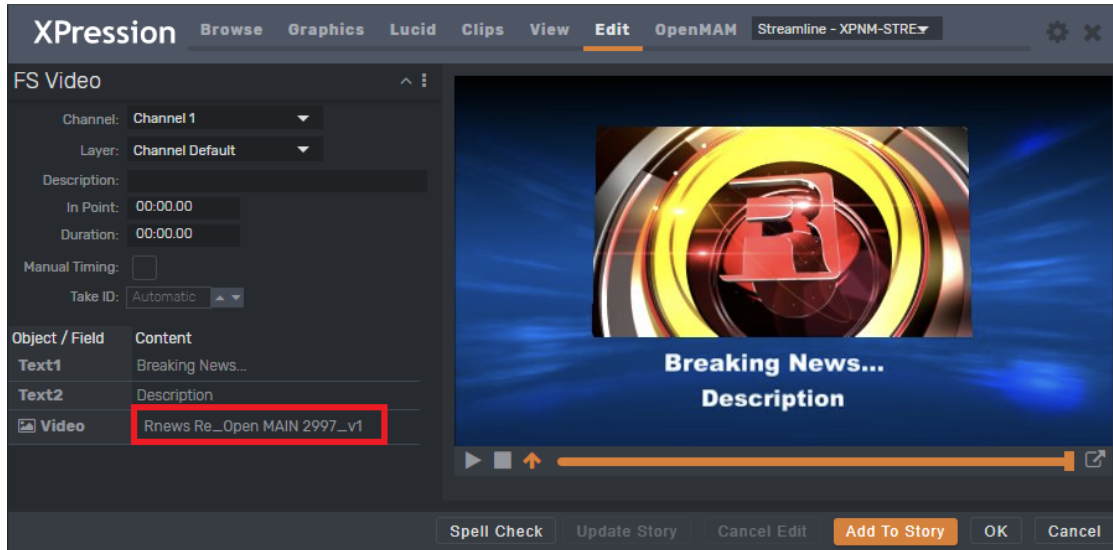 XPression Browse Graphics Lucid Clips View Edit OpenMAM Streamline - XPNM-STRE
FS Video
Channel: Channel 1
Layer: Channel Default
Description:
In Point: 00:00.00
Duration: 00:00.00
Manual Timing:
Take ID: Automatic
Object / Field Content
Text1 Breaking News...
Text2 Description
Video Rnews Re_Open MAIN 2997_v1
R
Breaking News...
Description
Spell Check Update Story Cancel Edit Add To Story OK Cancel